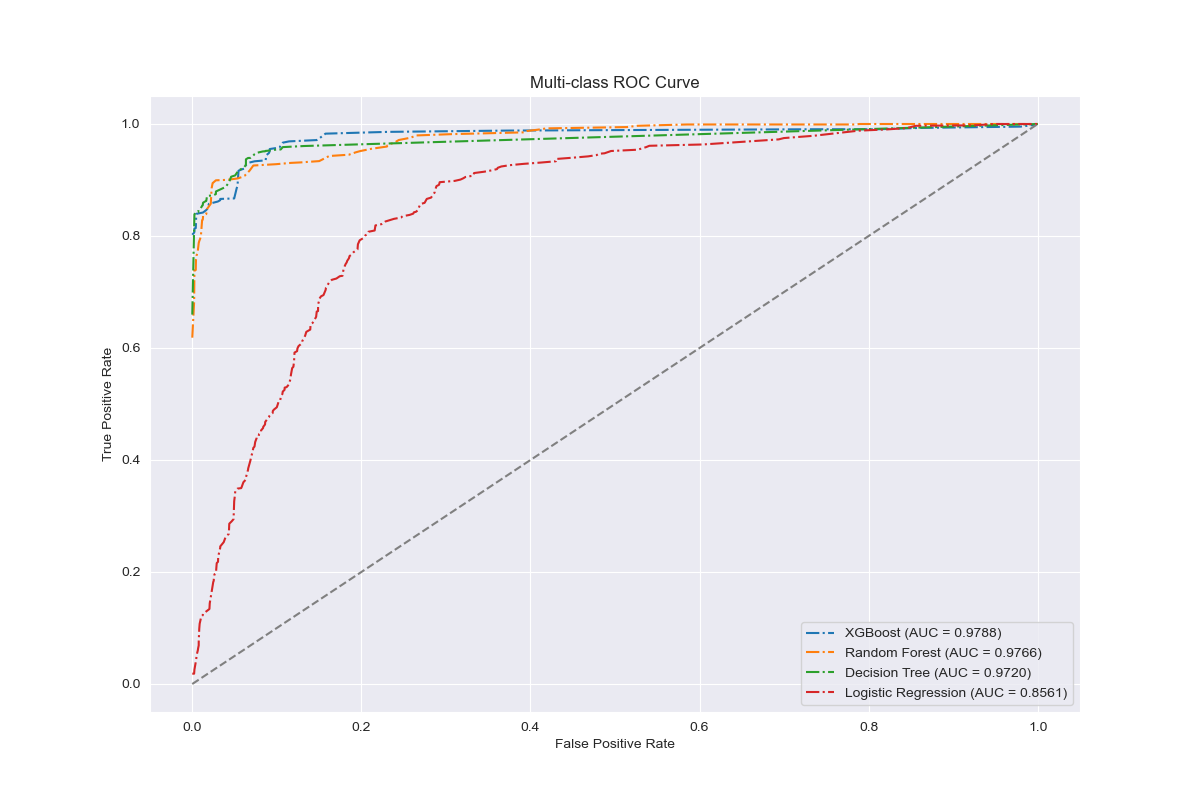 Multi-class ROC Curve
True Positive Rate
1.0
0.8
0.6
0.4
0.2
0.0
0.0 0.2 0.4 0.6 0.8 1.0
False Positive Rate
XGBoost (AUC = 0.9788)
Random Forest (AUC = 0.9766)
Decision Tree (AUC = 0.9720)
Logistic Regression (AUC = 0.8561)